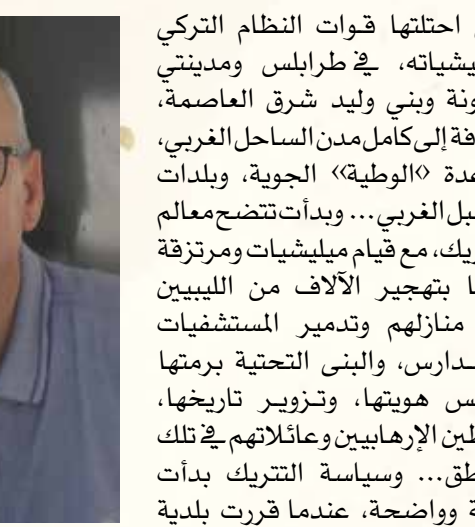 احتلتها قوات النظام التركي
يشياته، في طرابلس ومدينتي
ونة وبني وليد شرق العاصمة،
فة إلى كامل مدن الساحل الغربي،
عدة «الوطية» الجوية، وبلدات
بل الغربي... وبدأت تتضح معالم
ريك، مع قيام ميليشيات ومرتزقة
ا بتهجير الآلاف من الليبيين
منازلهم وتدمير المستشفيات
دارس، والبنى التحتية برمتها
س هويتها، وتزوير تاريخها،
طين الإرهابيين وعائلاتهم في تلك
طق... وسياسة التتريك بدأت
ة وواضحة، عندما قررت بلدية